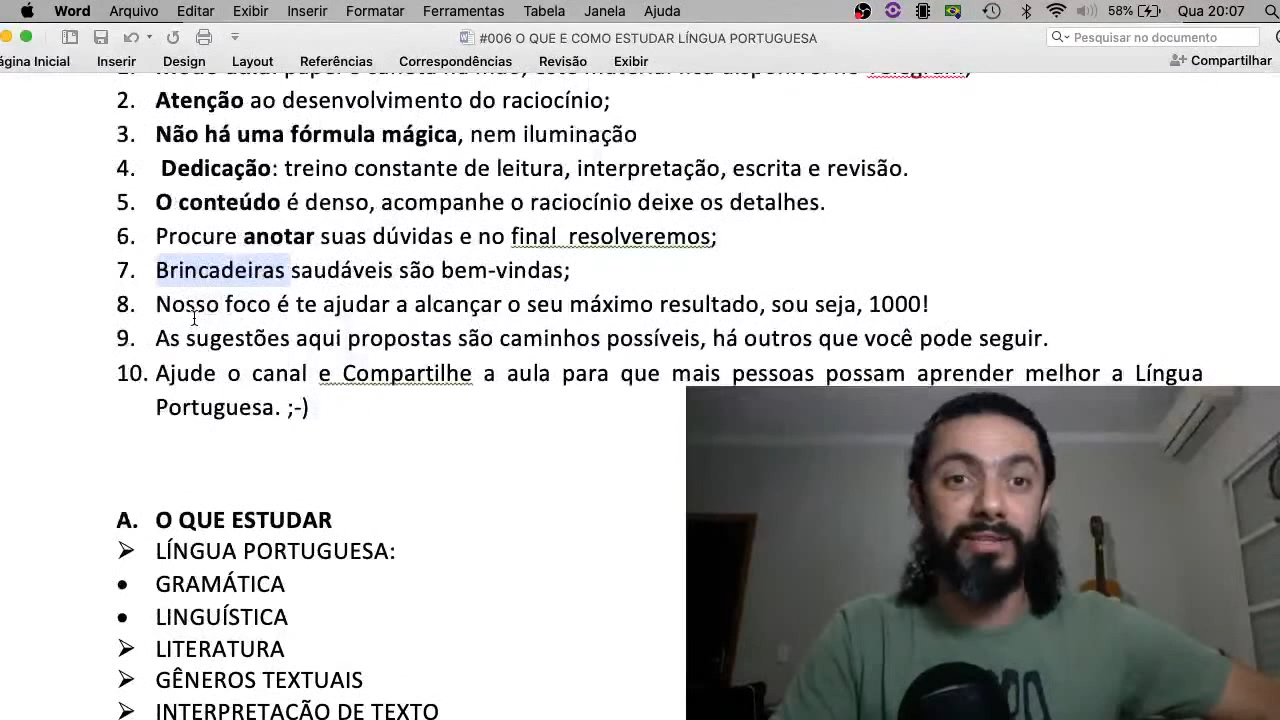 Word Arquivo Editar Exibir Inserir Formatar Ferramentas Tabela Janela Ajuda 58% Qua 20:07
#006 O QUE E COMO ESTUDAR LÍNGUA PORTUGUESA
Pesquisar no documento
ágina Inicial Inserir Design Layout Referências Correspondências Revisão Exibir Compartilhar
2. Atenção ao desenvolvimento do raciocínio;
3. Não há uma fórmula mágica, nem iluminação
4. Dedicação: treino constante de leitura, interpretação, escrita e revisão.
5. O conteúdo é denso, acompanhe o raciocínio deixe os detalhes.
6. Procure anotar suas dúvidas e no final resolveremos;
7. Brincadeiras saudáveis são bem-vindas;
8. Nosso foco é te ajudar a alcançar o seu máximo resultado, sou seja, 1000!
9. As sugestões aqui propostas são caminhos possíveis, há outros que você pode seguir.
10. Ajude o canal e Compartilhe a aula para que mais pessoas possam aprender melhor a Língua
Portuguesa. ;-)
A. O QUE ESTUDAR
➢ LÍNGUA PORTUGUESA:
• GRAMÁTICA
• LINGUÍSTICA
➢ LITERATURA
➢ GÊNEROS TEXTUAIS
➢ INTERPRETAÇÃO DE TEXTO